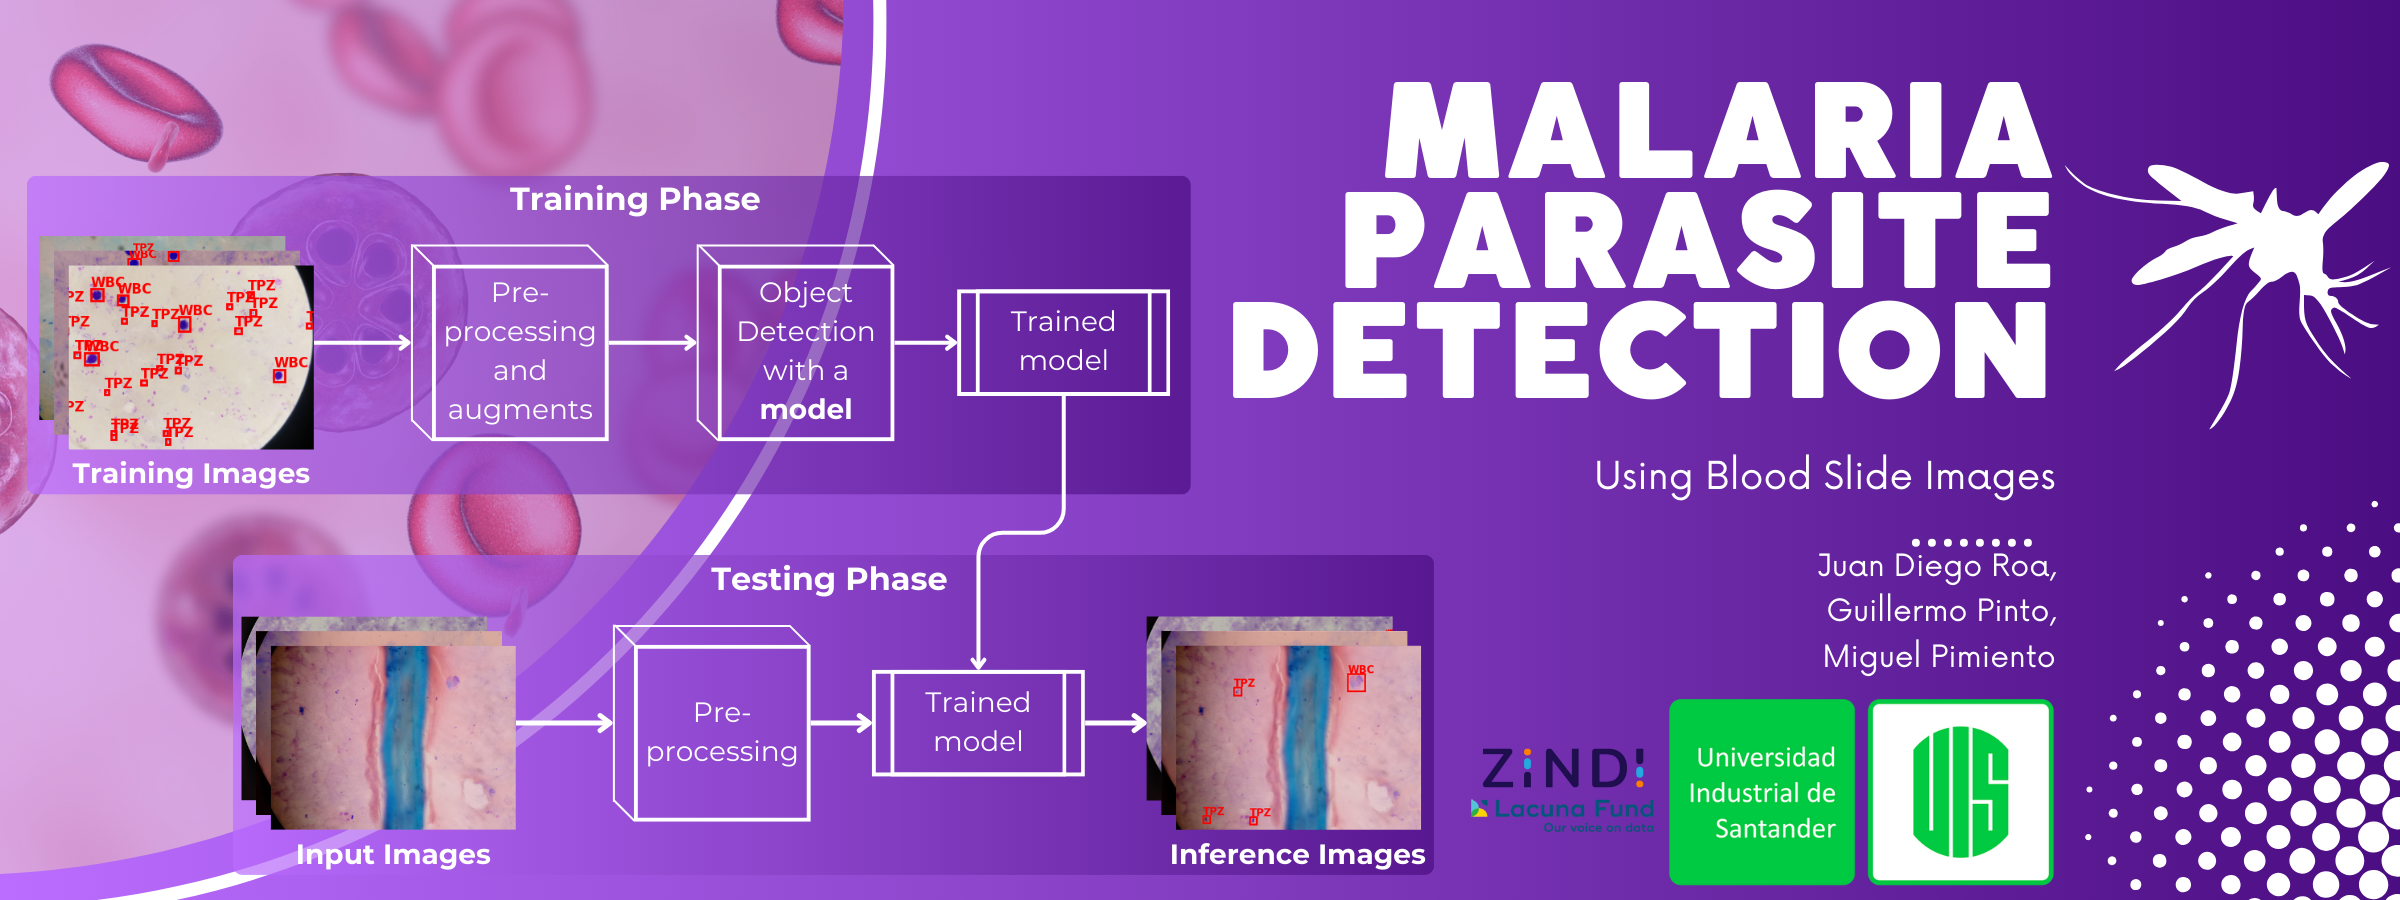 MALARIA
PARASITE
DETECTION
Using Blood Slide Images
Juan Diego Roa,
Guillermo Pinto,
Miguel Pimiento
Training Phase
TPZ
WBC
WBC
WBC
PZ
TPZ
TPZ
TPZ
TPZ
TPZ
WBC
TPZ
T
TPZ
TPZ
WBC
TPZ
TPZ
WBC
TPZ
TPZ
PZ
TPZ
TPZ
TPZ
TPZ
Training Images
Pre-
processing
and
augments
Object
Detection
with a
model
Trained
model
Testing Phase
Input Images
Pre-
processing
Trained
model
WBC
TPZ
TPZ
TPZ
Inference Images
ZiNDI
Lacuna Fund
Our voice on data
Universidad
Industrial de
Santander
UIS